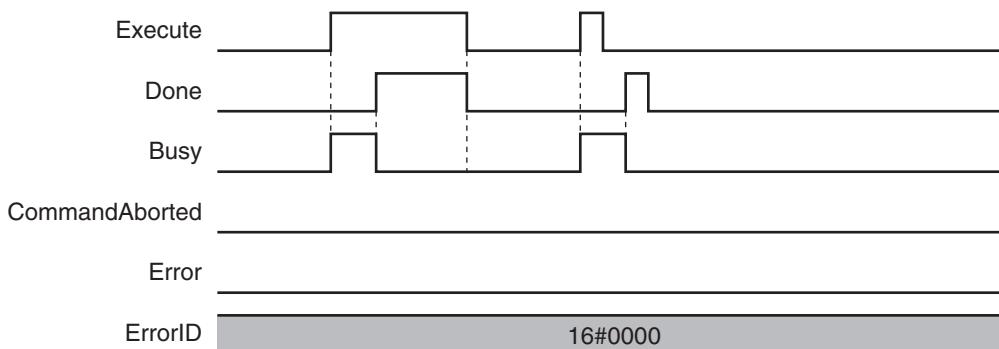 Execute
Done
Busy
CommandAborted
Error
ErrorID
16#0000